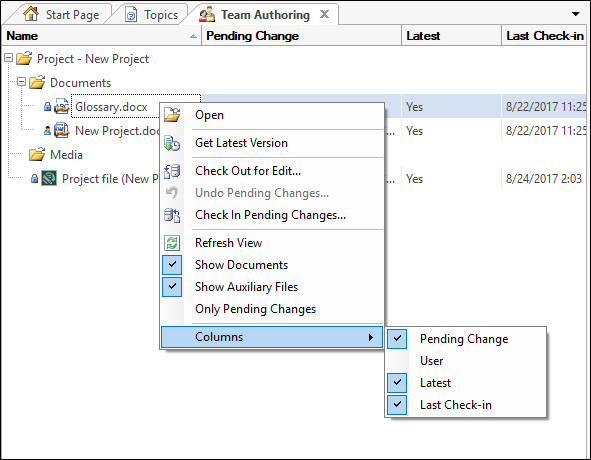 Start Page Topics Team Authoring
Name Pending Change Latest Last Check-in
Project - New Project
Documents
Glossary.docx Yes 8/22/2017 11:25
New Project.doc ... Yes 8/22/2017 11:25
Media
Project file (New P ... Yes 8/24/2017 2:03
Open
Get Latest Version
Check Out for Edit...
Undo Pending Changes...
Check In Pending Changes...
Refresh View
Show Documents
Show Auxiliary Files
Only Pending Changes
Columns
Pending Change
User
Latest
Last Check-in